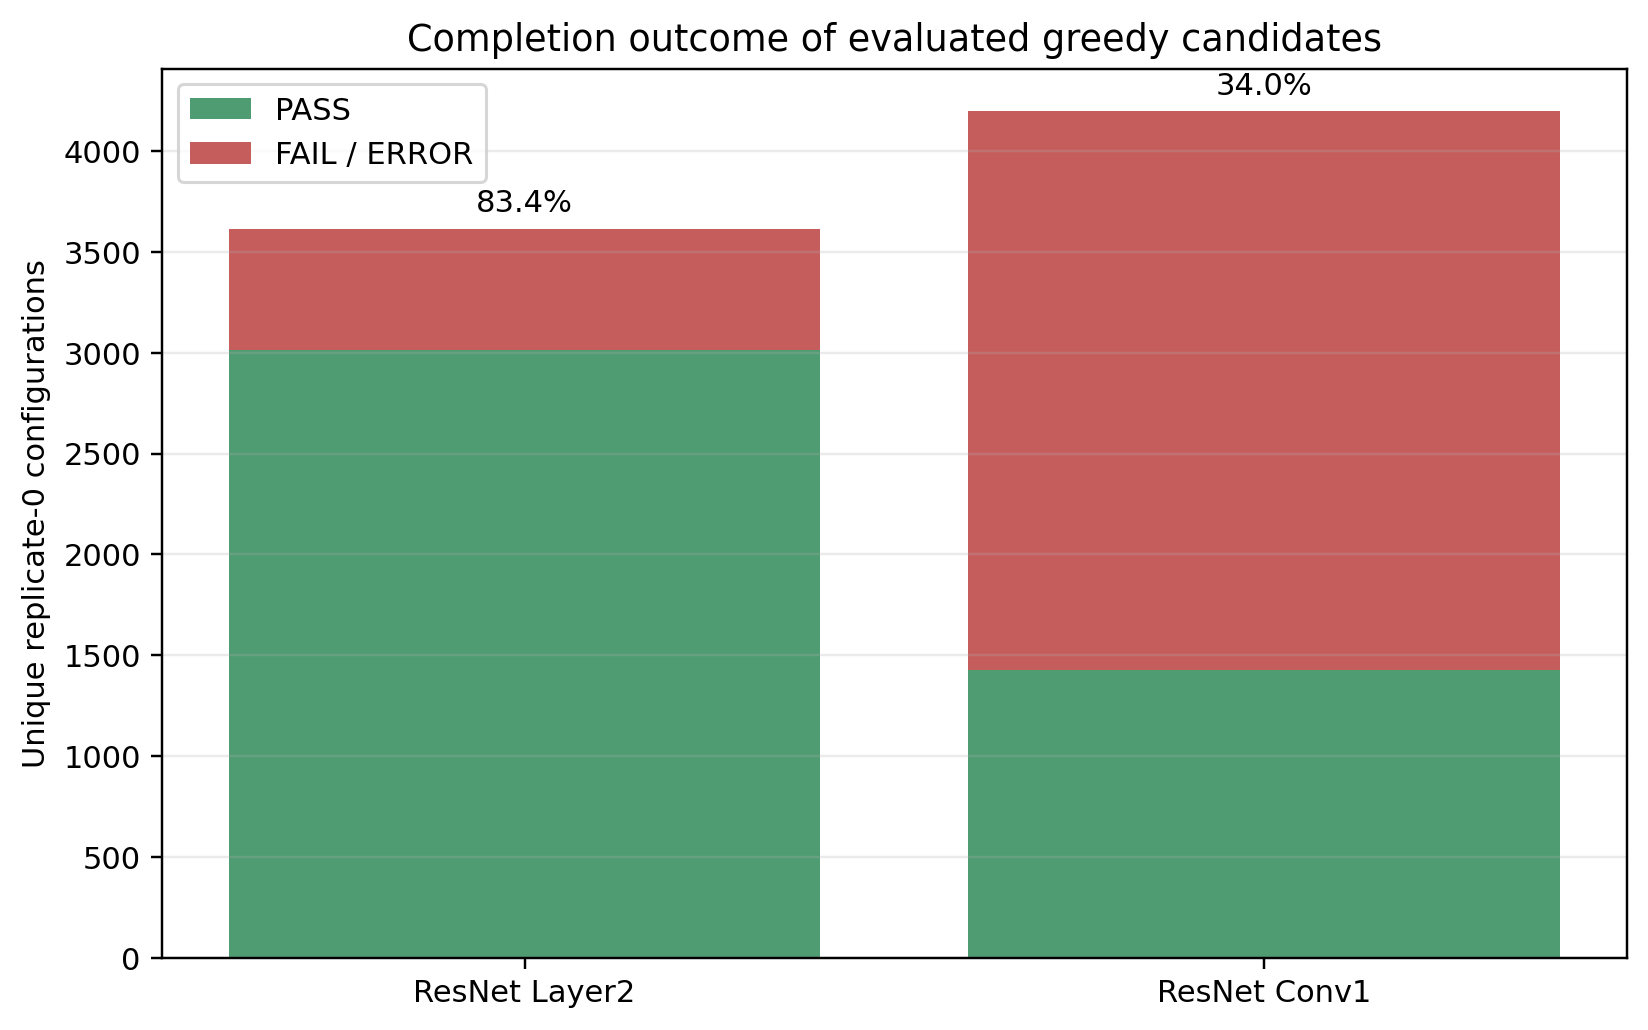 Completion outcome of evaluated greedy candidates
PASS
FAIL / ERROR
83.4%
34.0%
Unique replicate-0 configurations
4000
3500
3000
2500
2000
1500
1000
500
0
ResNet Layer2
ResNet Conv1